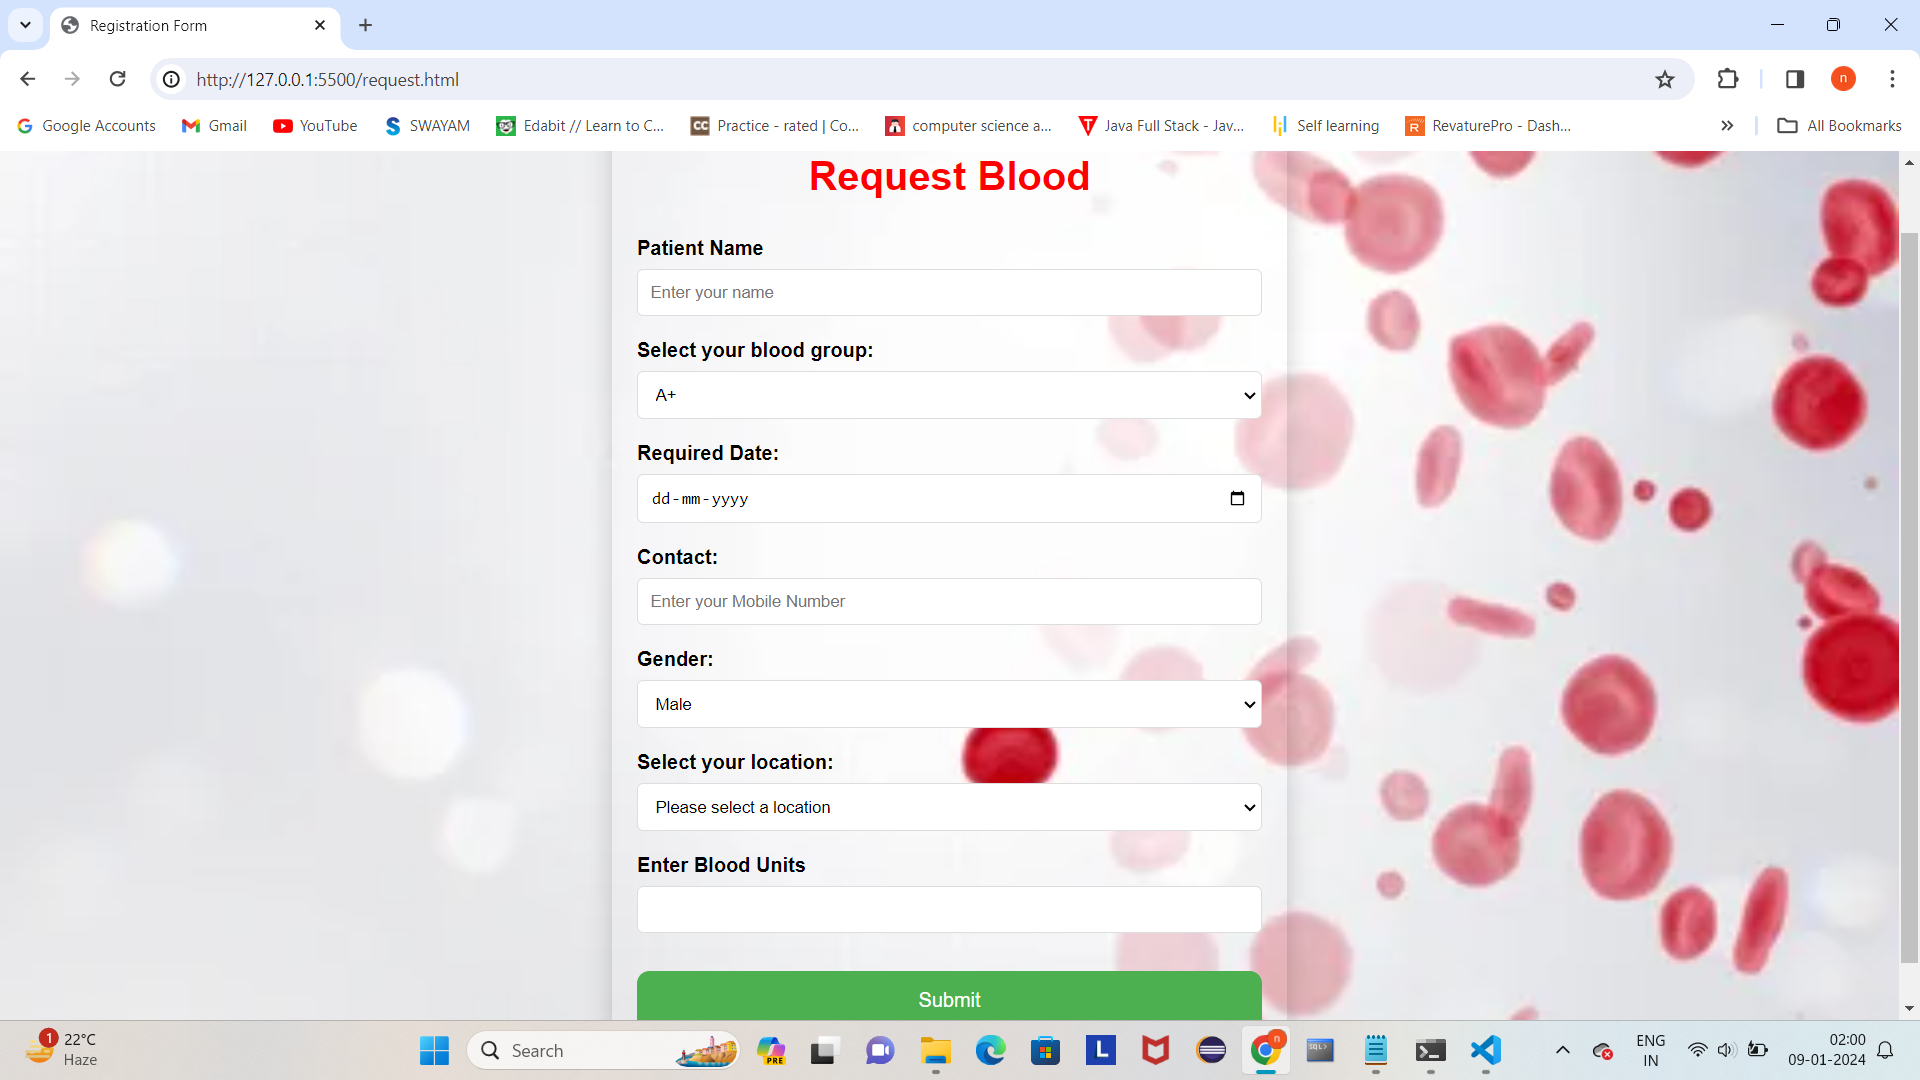 Registration Form
http://127.0.0.1:5500/request.html
n
Google Accounts
Gmail
YouTube
SWAYAM
Edabit // Learn to C...
CC
Practice - rated | Co...
computer science a...
Java Full Stack - Jav...
Self learning
RevaturePro - Dash...
All Bookmarks
Request Blood
Patient Name
Enter your name
Select your blood group:
A+
Required Date:
dd-mm-yyyy
Contact:
Enter your Mobile Number
Gender:
Male
Select your location:
Please select a location
Enter Blood Units
Submit
1
22°C
Haze
Search
PRE
L
n
SQL>
ENG
IN
02:00
09-01-2024